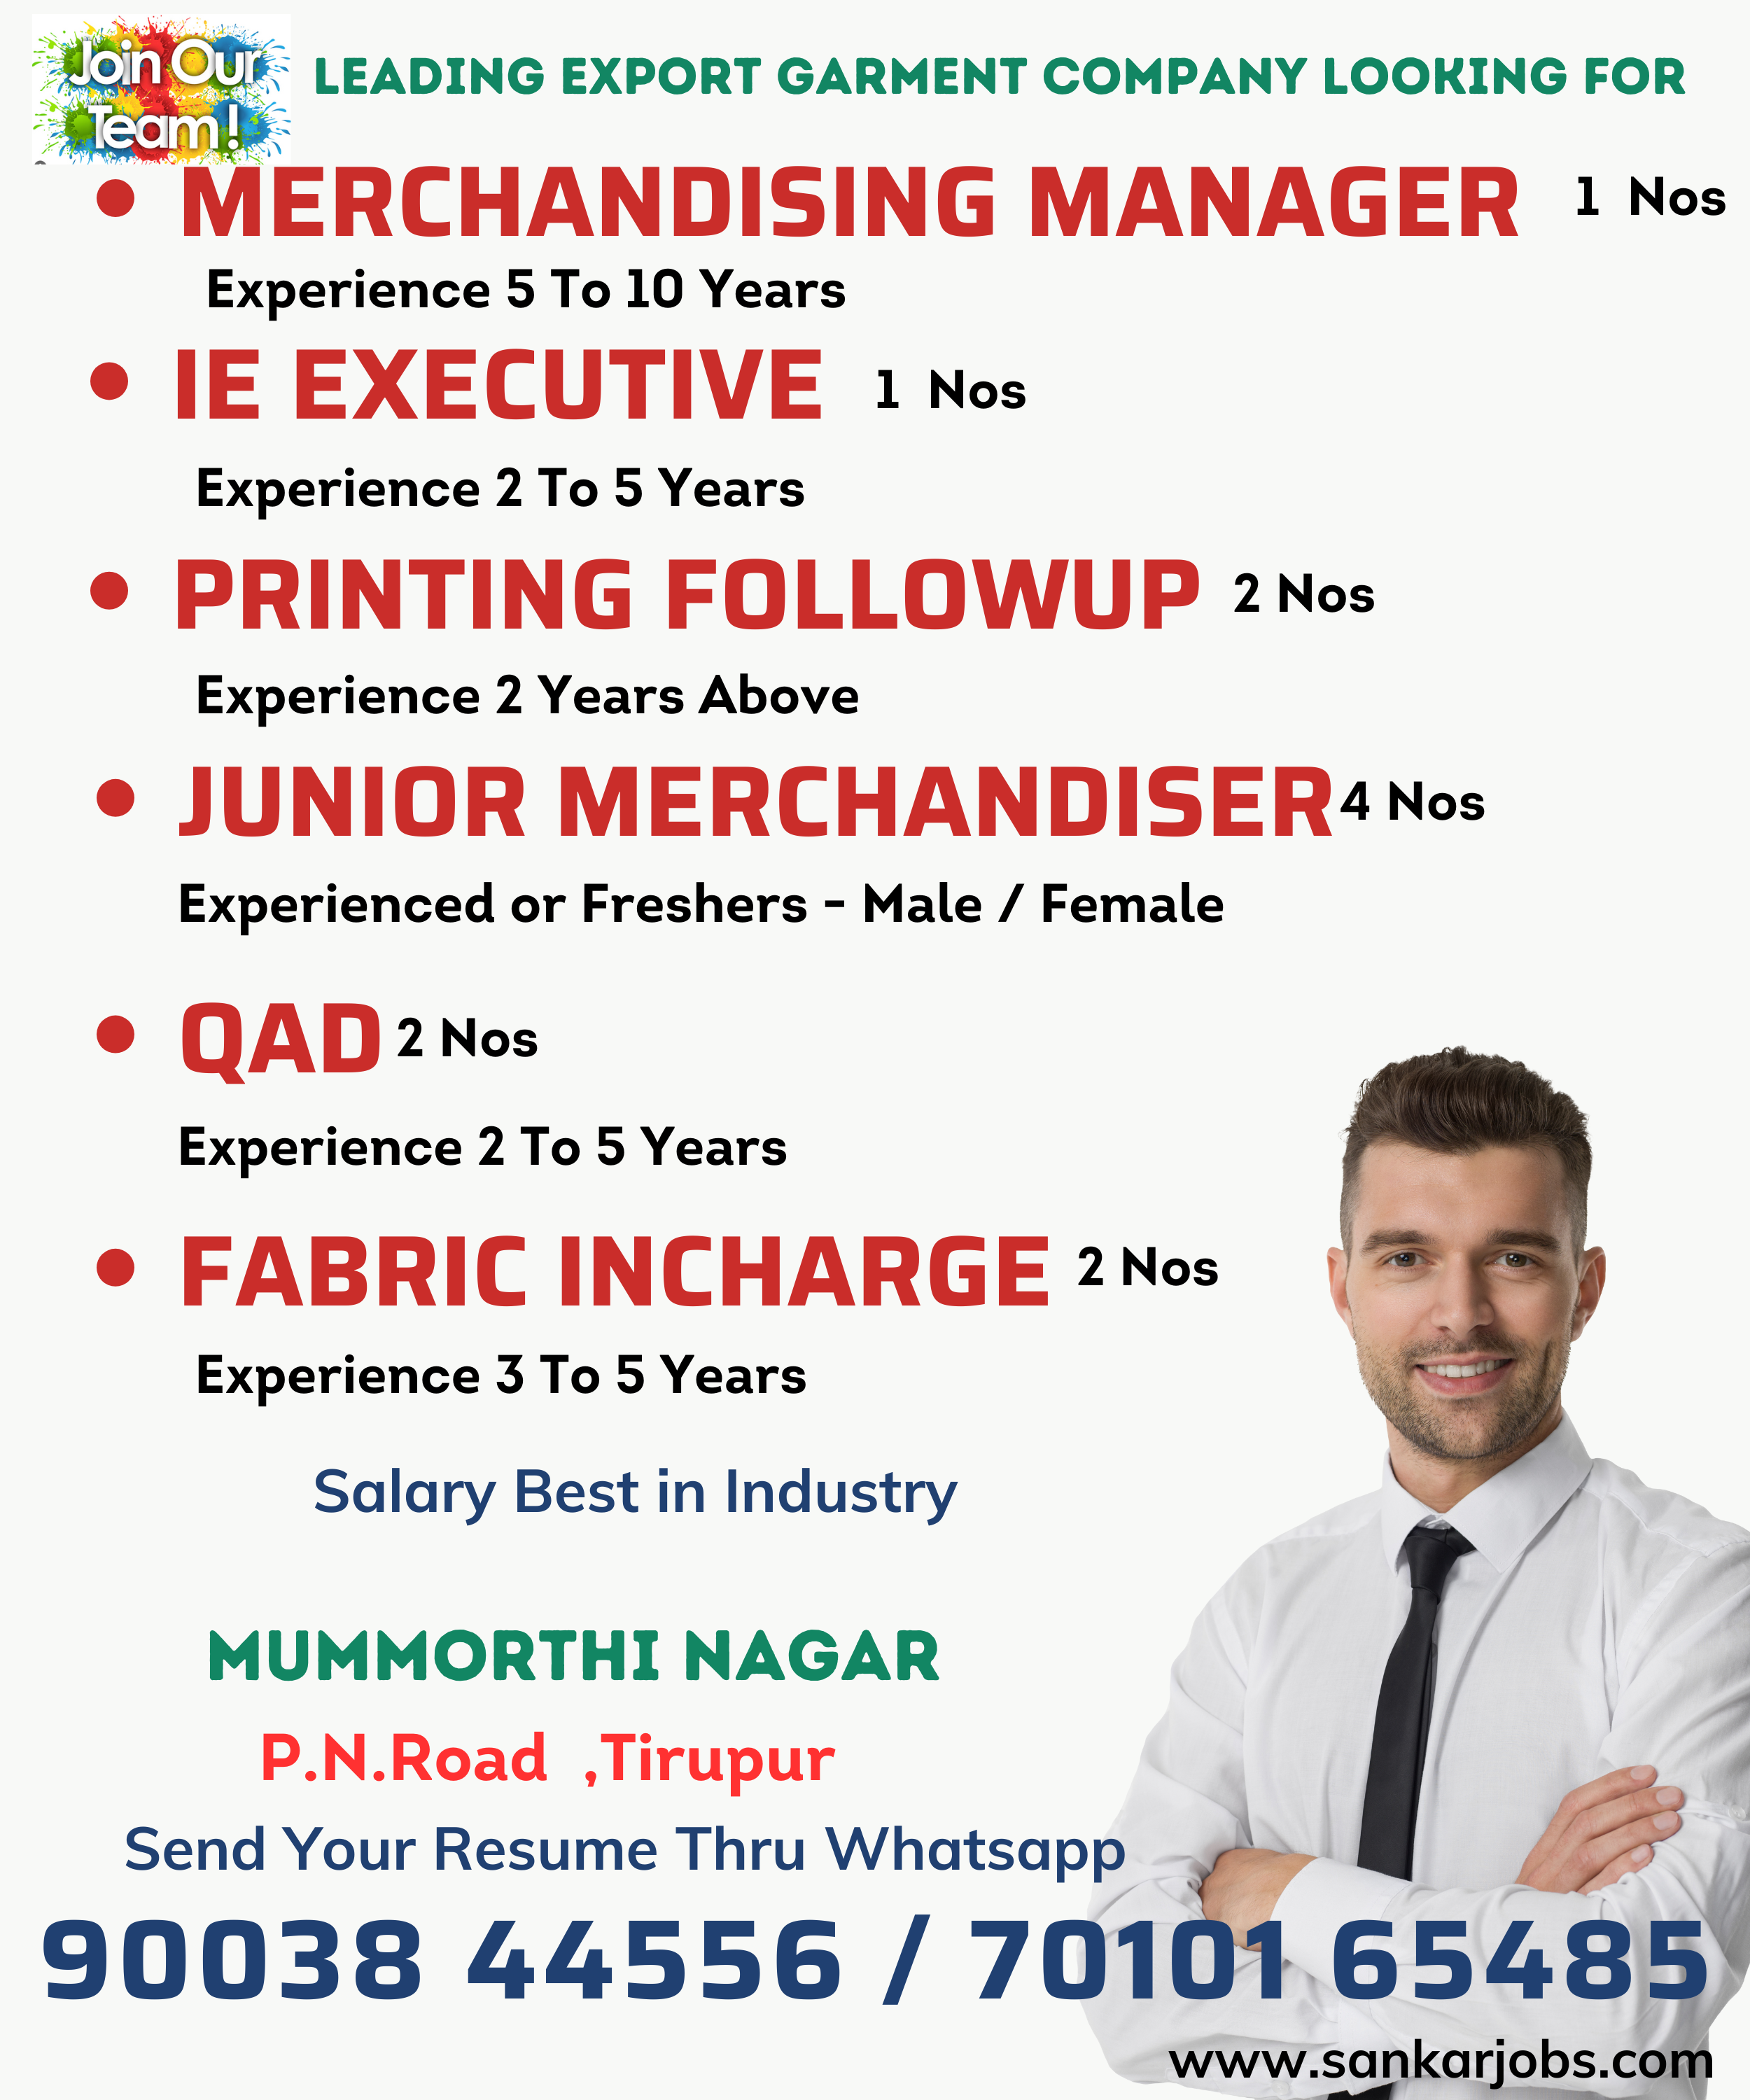 Join Our
Team !
LEADING EXPORT GARMENT COMPANY LOOKING FOR
• MERCHANDISING MANAGER 1 Nos
Experience 5 To 10 Years
• IE EXECUTIVE 1 Nos
Experience 2 To 5 Years
• PRINTING FOLLOWUP 2 Nos
Experience 2 Years Above
• JUNIOR MERCHANDISER 4 Nos
Experienced or Freshers - Male / Female
• QAD 2 Nos
Experience 2 To 5 Years
• FABRIC INCHARGE 2 Nos
Experience 3 To 5 Years
Salary Best in Industry
MUMMORTHI NAGAR
P.N.Road ,Tirupur
Send Your Resume Thru Whatsapp
90038 44556 / 70101 65485
www.sankarjobs.com